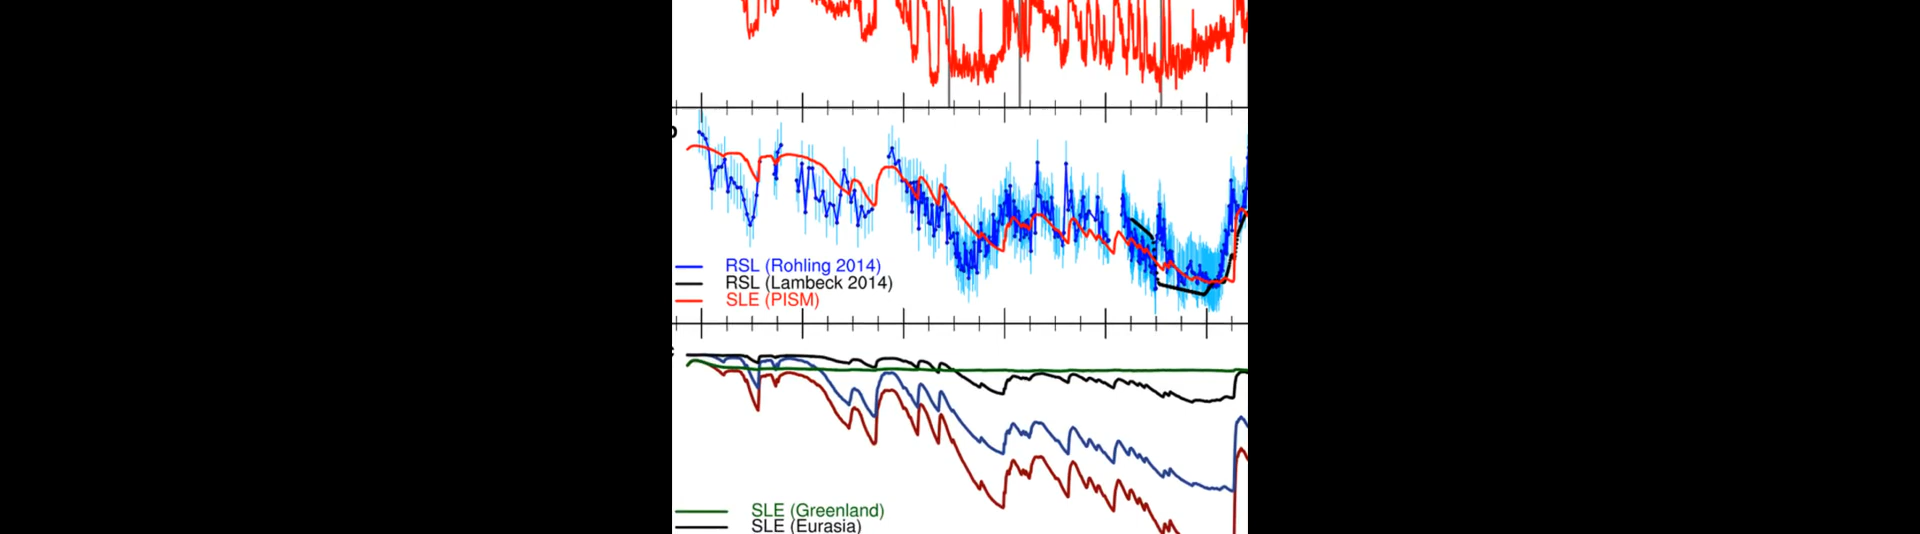 RSL (Rohling 2014)
RSL (Lambeck 2014)
SLE (PISM)
SLE (Greenland)
SLE (Eurasia)